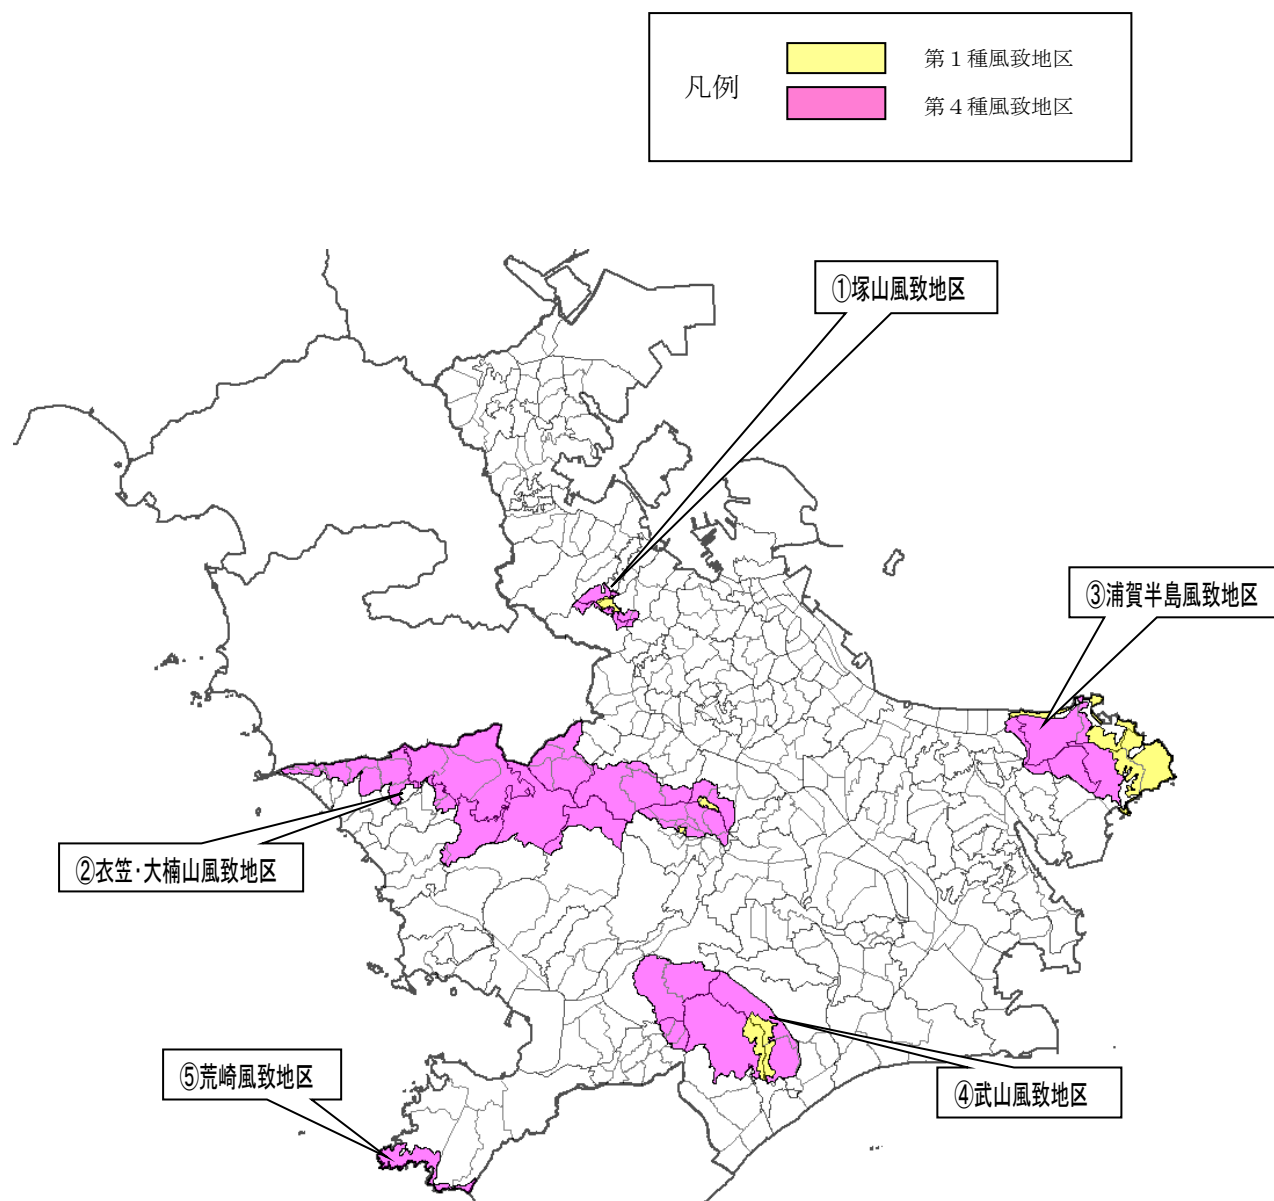 凡例
第１種風致地区
第４種風致地区
①塚山風致地区
③浦賀半島風致地区
②衣笠・大楠山風致地区
⑤荒崎風致地区
④武山風致地区